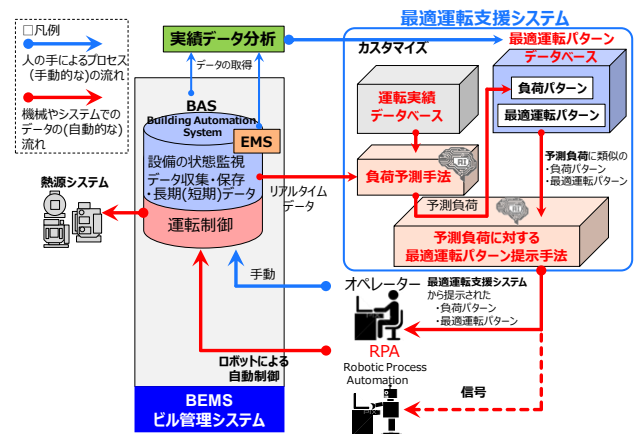 □凡例
人の手によるプロセス
(手動的な)の流れ
機械やシステムでの
データの(自動的な)
流れ
実績データ分析
データの取得
BAS
Building Automation
System
EMS
設備の状態監視
データ収集・保存
・長期(短期)データ
運転制御
熱源システム
リアルタイム
データ
手動
ロボットによる
自動制御
BEMS
ビル管理システム
最適運転支援システム
カスタマイズ
最適運転パターン
データベース
運転実績
データベース
負荷パターン
最適運転パターン
負荷予測手法
AI
予測負荷
予測負荷に類似の
・負荷パターン
・最適運転パターン
AI
予測負荷に対する
最適運転パターン提示手法
オペレーター
最適運転支援システム
から提示された
・負荷パターン
・最適運転パターン
RPA
Robotic Process
Automation
信号